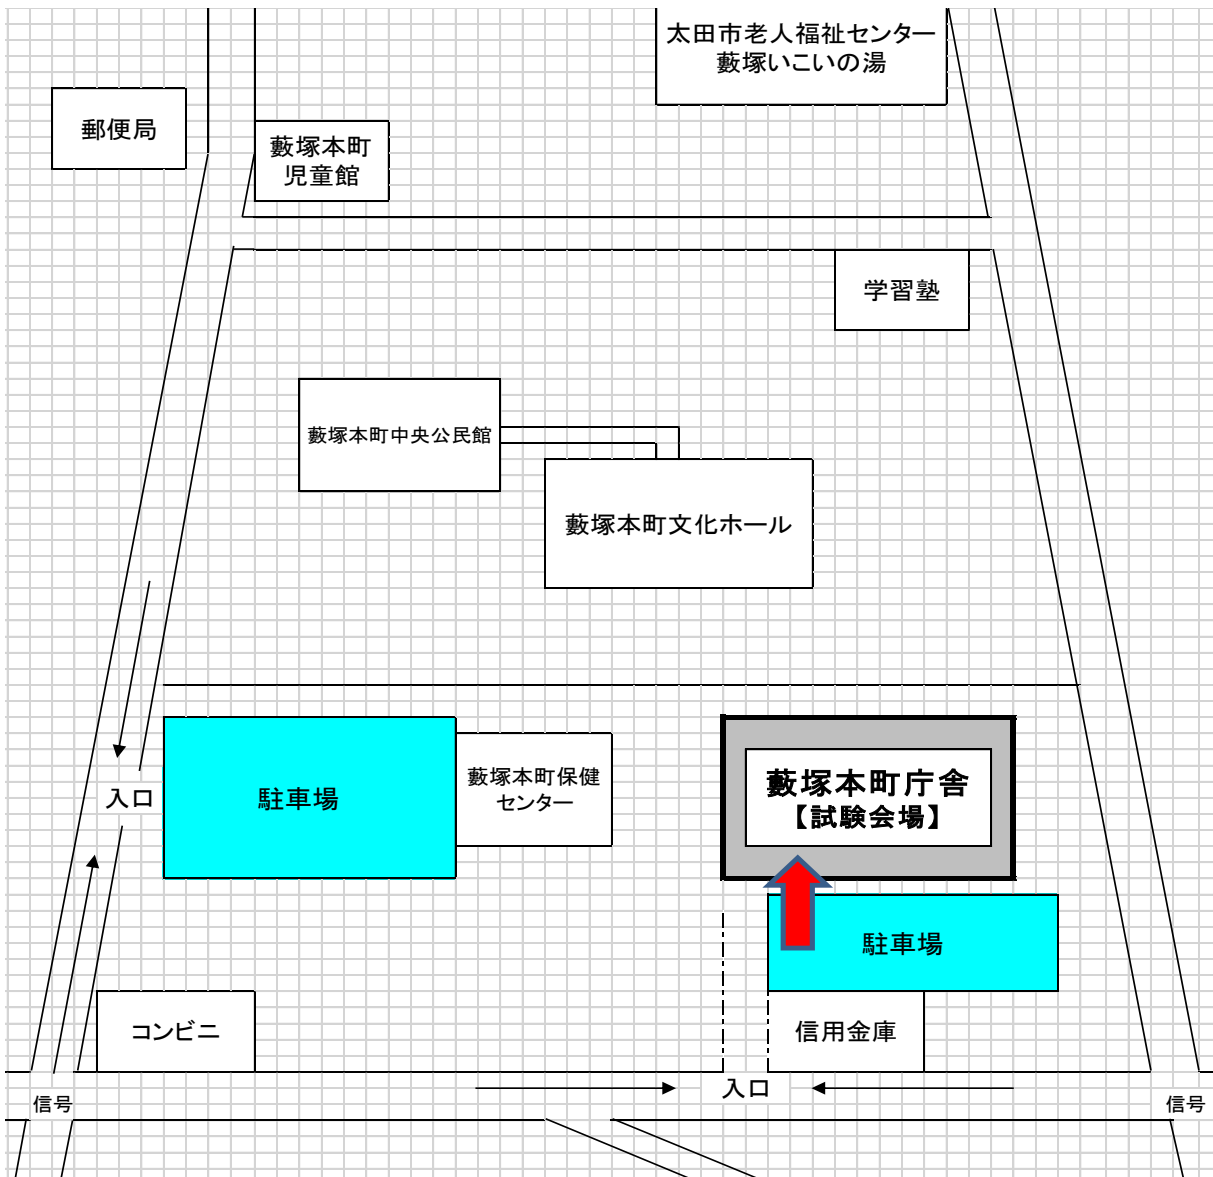 太田市老人福祉センター
藪塚いこいの湯
郵便局
藪塚本町
児童館
学習塾
藪塚本町中央公民館
藪塚本町文化ホール
入口
駐車場
藪塚本町保健
センター
藪塚本町庁舎
【試験会場】
駐車場
コンビニ
信用金庫
入口
信号
信号